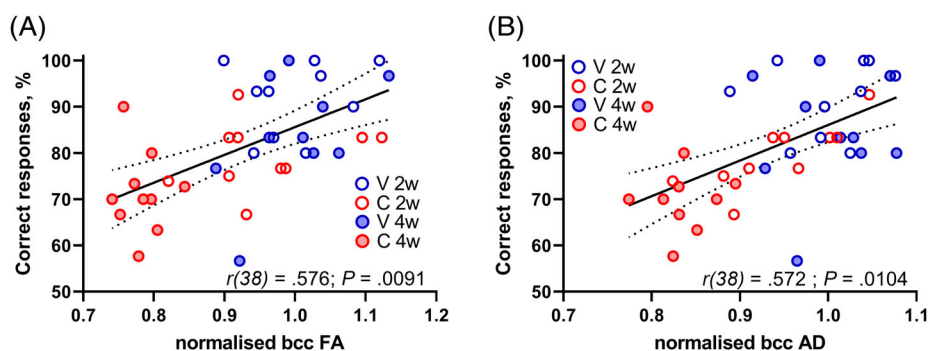 (A)
Correct responses, %
100
90
80
70
60
50
V 2w
C 2w
V 4w
C 4w
r(38) = .576; P = .0091
0.7 0.8 0.9 1.0 1.1 1.2
normalised bcc FA
(B)
Correct responses, %
100
90
80
70
60
50
V 2w
C 2w
V 4w
C 4w
r(38) = .572 ; P = .0104
0.7 0.8 0.9 1.0 1.1
normalised bcc AD